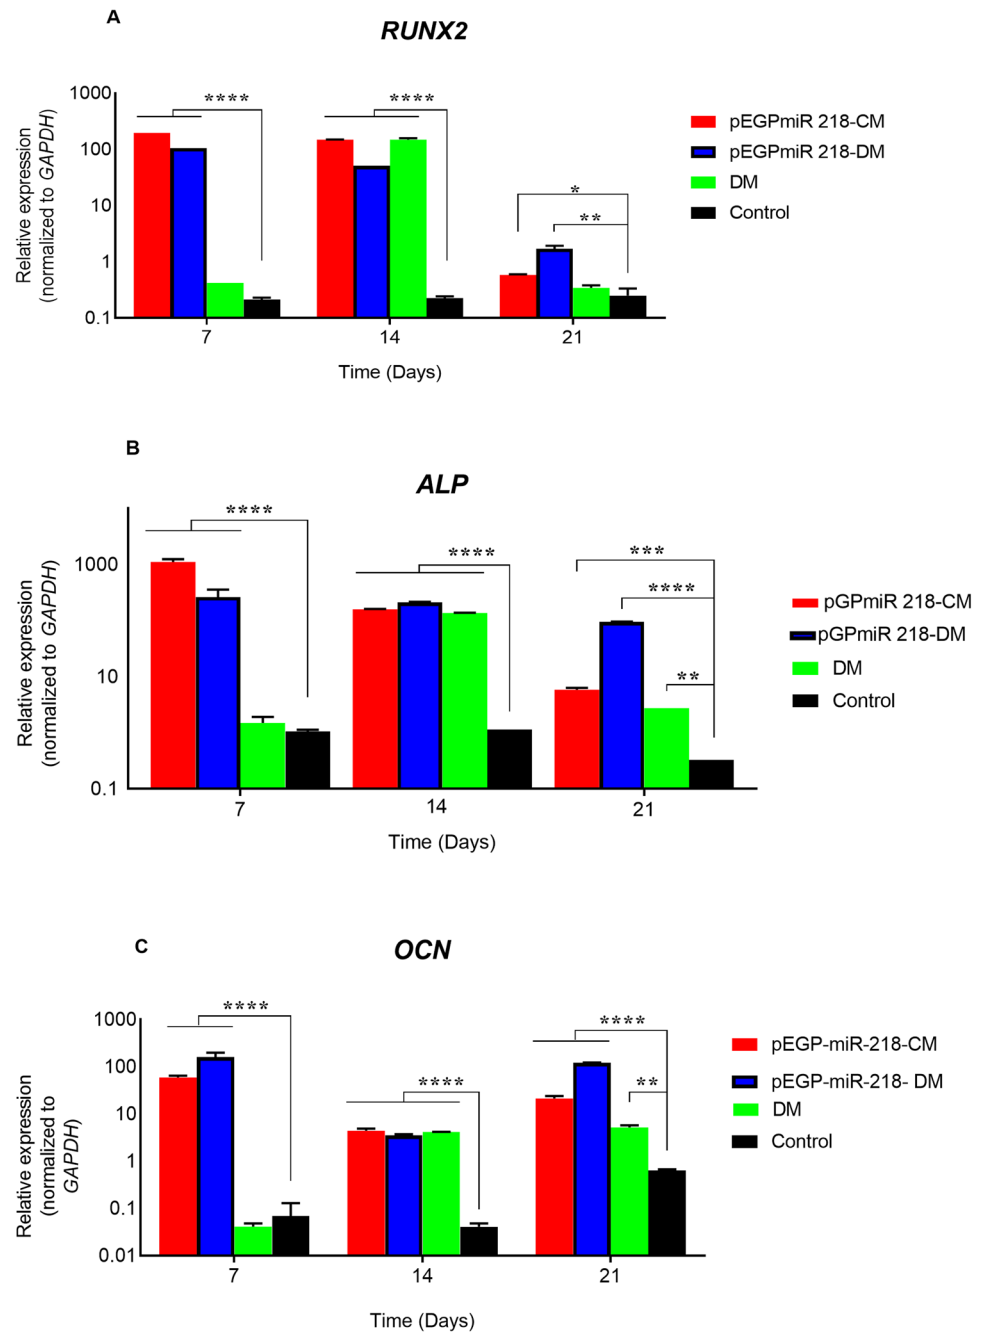 A
RUNX2
Relative expression
(normalized to GAPDH)
1000
100
10
1
0.1
****
****
*
**
7
14
21
Time (Days)
pEGPmiR 218-CM
pEGPmiR 218-DM
DM
Control
B
ALP
Relative expression
(normalized to GAPDH)
1000
10
0.1
****
****
***
****
**
7
14
21
Time (Days)
pGPmiR 218-CM
pGPmiR 218-DM
DM
Control
C
OCN
Relative expression
(normalized to
GAPDH)
1000
100
10
1
0.1
0.01
****
****
****
**
7
14
21
Time (Days)
pEGP-miR-218-CM
pEGP-miR-218- DM
DM
Control